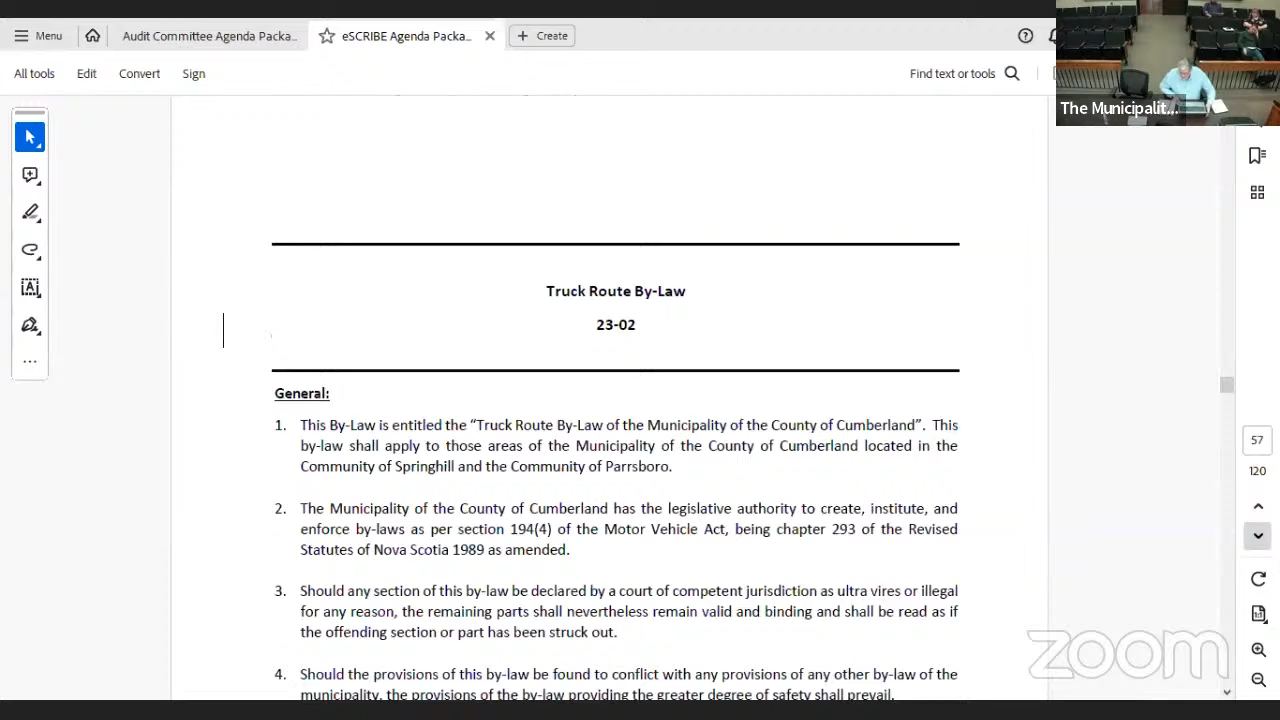 Menu
Audit Committee Agenda Packa...
eSCRIBE Agenda Packa...
Create
All tools
Edit
Convert
Sign
Find text or tools
The Municipalit...
Truck Route By-Law
23-02
General:
1. This By-Law is entitled the “Truck Route By-Law of the Municipality of the County of Cumberland”. This
by-law shall apply to those areas of the Municipality of the County of Cumberland located in the
Community of Springhill and the Community of Parrsboro.
2. The Municipality of the County of Cumberland has the legislative authority to create, institute, and
enforce by-laws as per section 194(4) of the Motor Vehicle Act, being chapter 293 of the Revised
Statutes of Nova Scotia 1989 as amended.
3. Should any section of this by-law be declared by a court of competent jurisdiction as ultra vires or illegal
for any reason, the remaining parts shall nevertheless remain valid and binding and shall be read as if
the offending section or part has been struck out.
4. Should the provisions of this by-law be found to conflict with any provisions of any other by-law of the
municipality, the provisions of the by-law providing the greater degree of safety shall prevail.
57
120
zoom